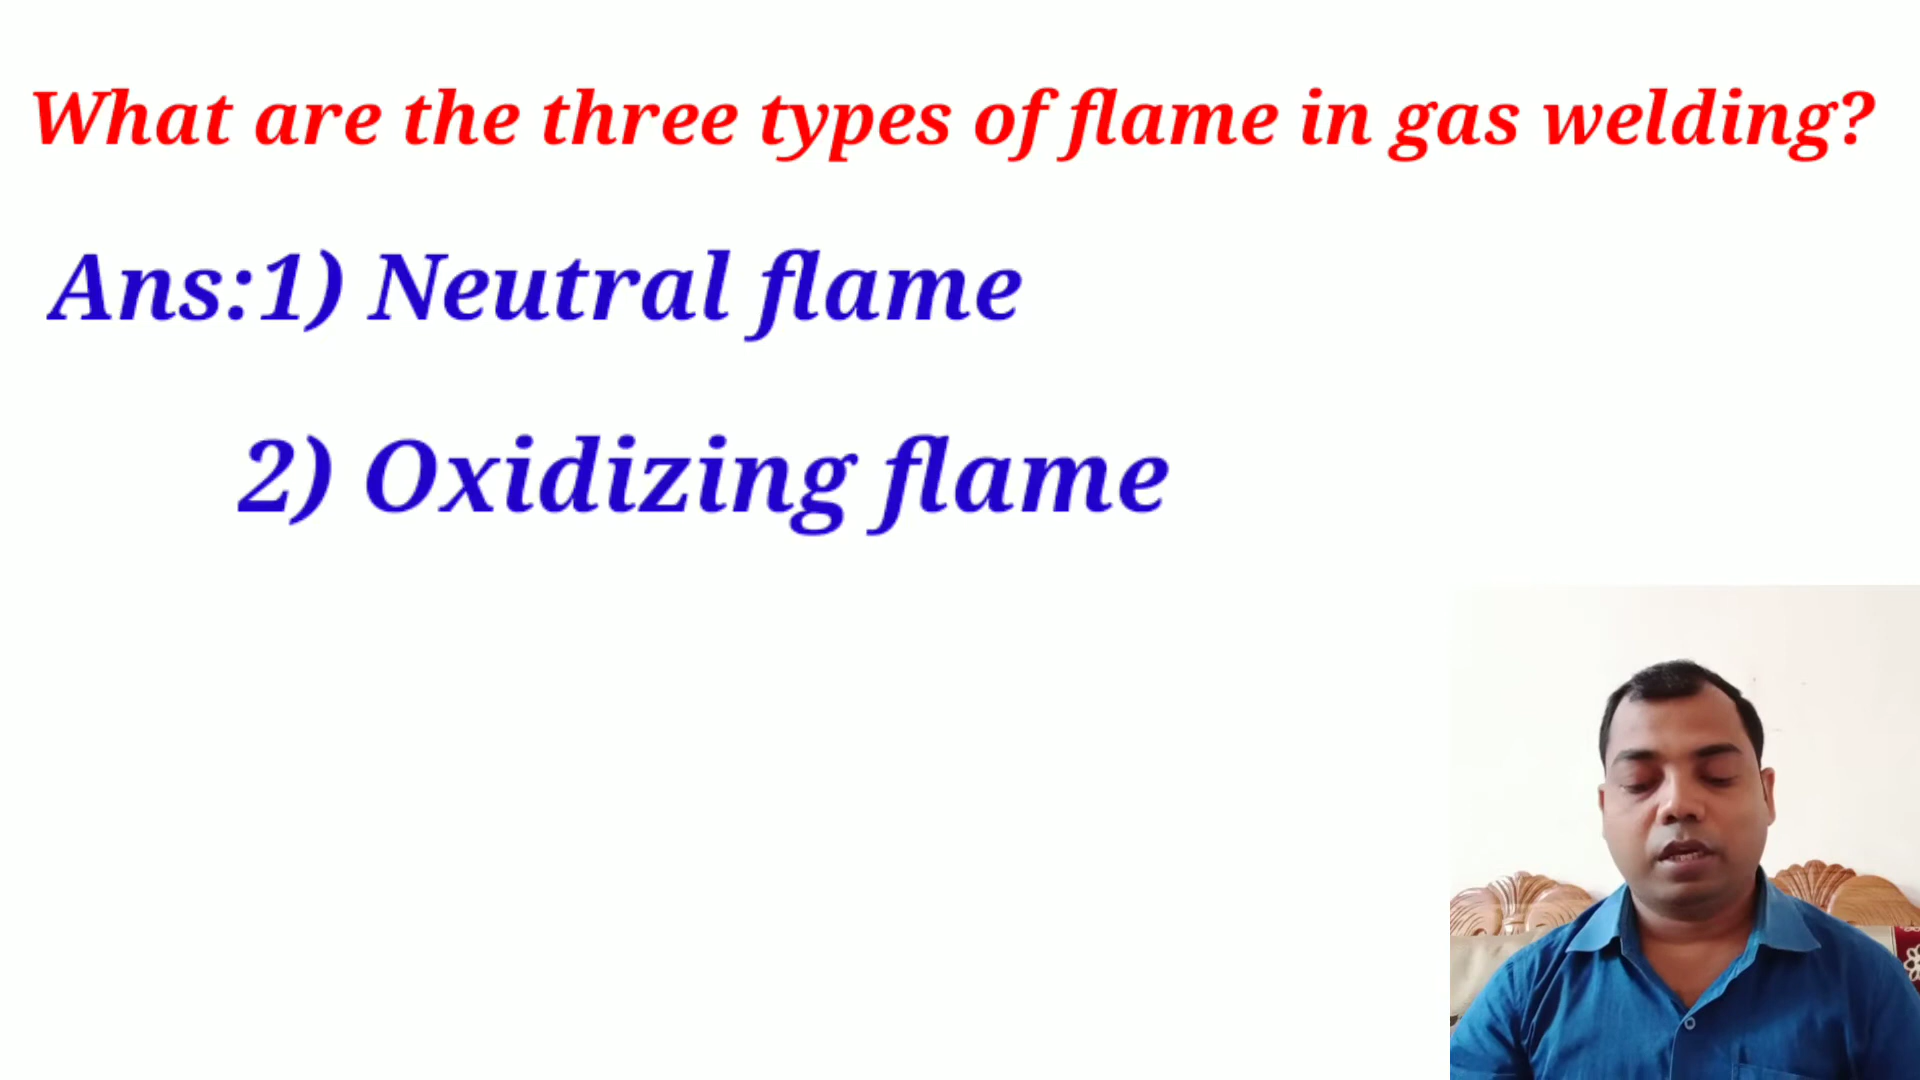 What are the three types of flame in gas welding?
Ans:1) Neutral flame
2) Oxidizing flame